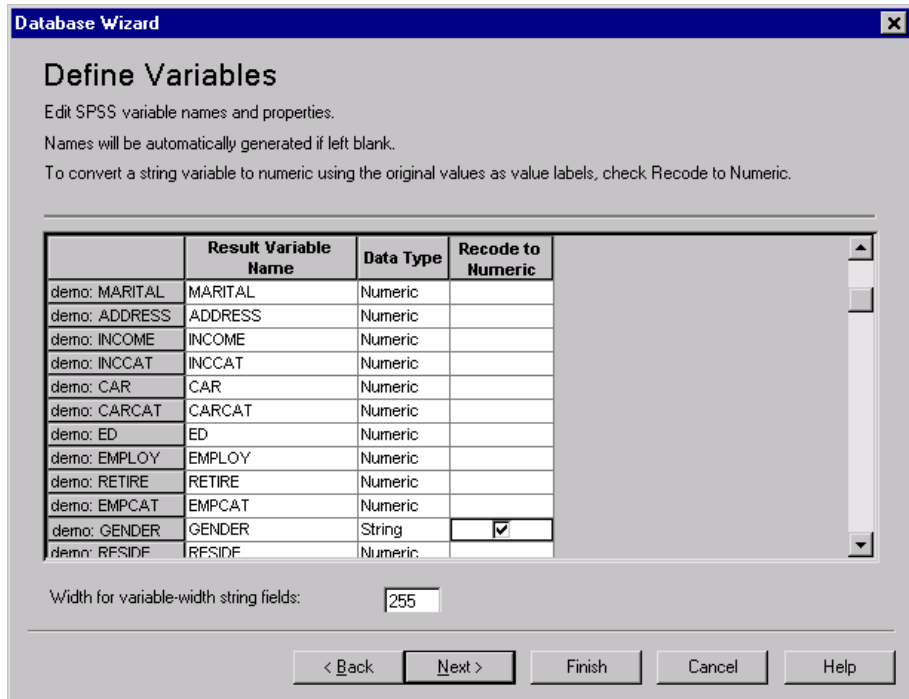 Database Wizard
Define Variables
Edit SPSS variable names and properties.
Names will be automatically generated if left blank.
To convert a string variable to numeric using the original values as value labels, check Recode to Numeric.
Result Variable Name Data Type Recode to Numeric
demo: MARITAL MARITAL Numeric
demo: ADDRESS ADDRESS Numeric
demo: INCOME INCOME Numeric
demo: INCCAT INCCAT Numeric
demo: CAR CAR Numeric
demo: CARCAT CARCAT Numeric
demo: ED ED Numeric
demo: EMPLOY EMPLOY Numeric
demo: RETIRE RETIRE Numeric
demo: EMPCAT EMPCAT Numeric
demo: GENDER GENDER String
demo: RESIDE RESIDE Numeric
Width for variable-width string fields: 255
< Back Next > Finish Cancel Help